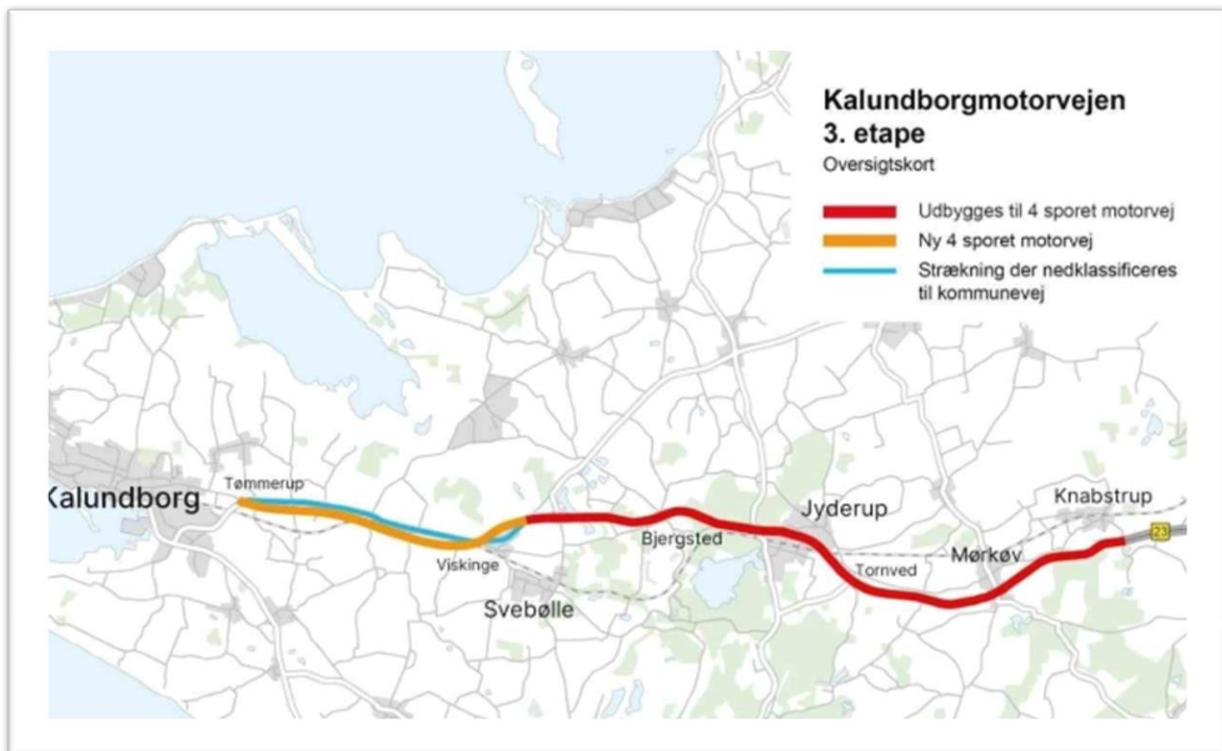 Kalundborgmotorvejen
3. etape
Oversigtskort
Udbygges til 4 sporet motorvej
Ny 4 sporet motorvej
Strækning der nedklassificeres
til kommunevej
Tømmerup
Kalundborg
Knabstrup
Jyderup
23
Bjergsted
Mørkøv
Viskinge
Tornved
Svebølle